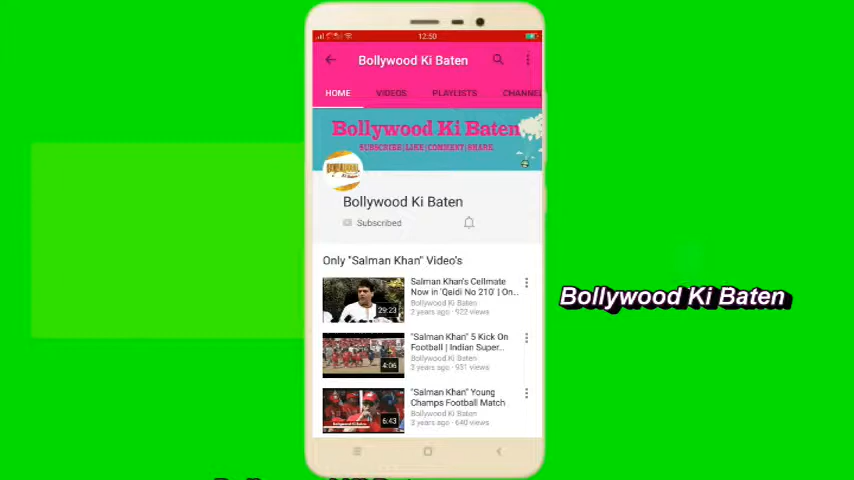 12.50
Bollywood Ki Baten
HOME VIDEOS PLAYLISTS CHANNEL
Bollywood Ki Baten
SUBSCRIBE|LIKE|COMMENT|SHARE
Bollywood Ki Baten
Subscribed
Only "Salman Khan" Video's
Salman Khan's Cellmate
Now in 'Qaidi No 210' | On...
Bollywood Ki Baten
2 years ago · 922 views
29:23
"Salman Khan" 5 Kick On
Football | Indian Super...
Bollywood Ki Baten
3 years ago · 931 views
4:06
"Salman Khan" Young
Champs Football Match
Bollywood Ki Baten
3 years ago · 640 views
6:43
Bollywood Ki Baten